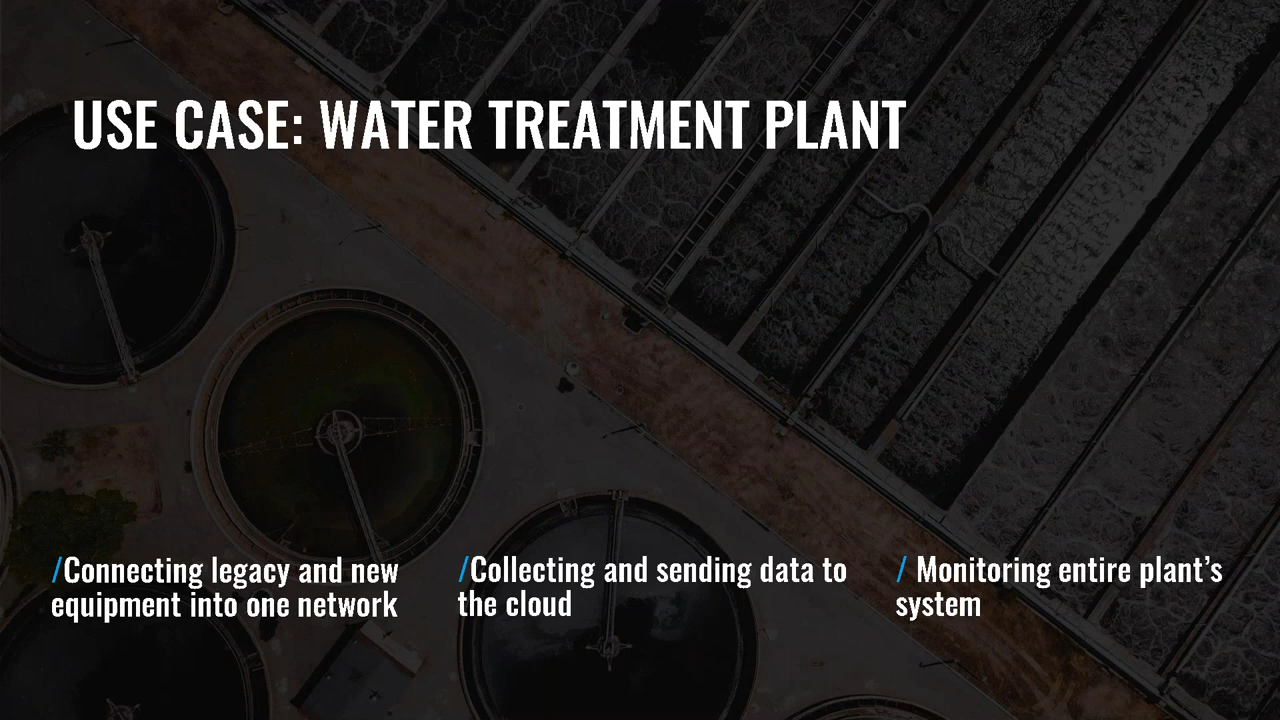 USE CASE: WATER TREATMENT PLANT
/Connecting legacy and new
equipment into one network
/Collecting and sending data to
the cloud
/ Monitoring entire plant’s
system